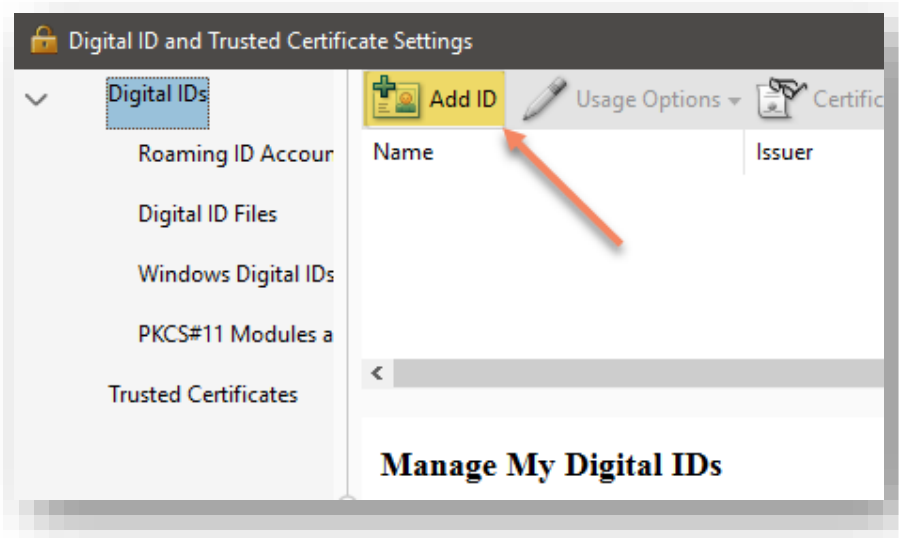 Digital ID and Trusted Certificate Settings
Digital IDs
Roaming ID Accour
Digital ID Files
Windows Digital IDs
PKCS#11 Modules a
Trusted Certificates
Add ID
Usage Options
Certific
Name
Issuer
Manage My Digital IDs